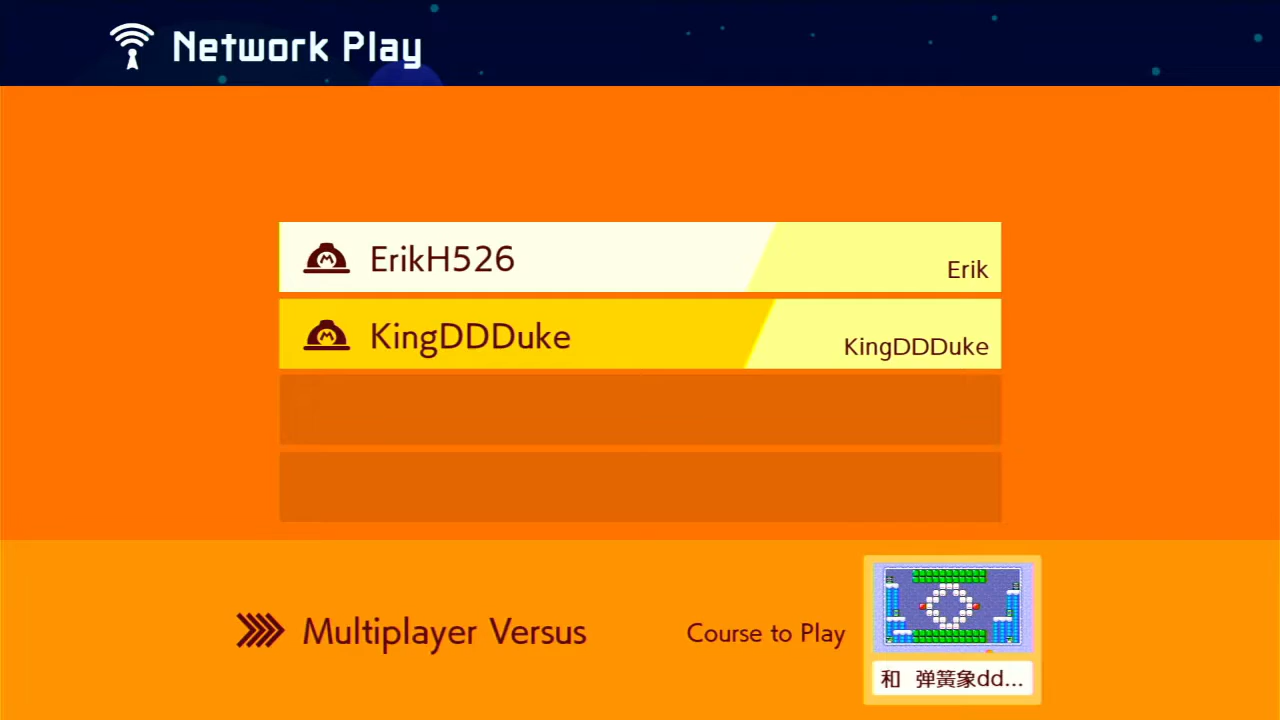 Network Play
ErikH526
Erik
KingDDDuke
KingDDDuke
Multiplayer Versus
Course to Play
和 弹簧象dd...